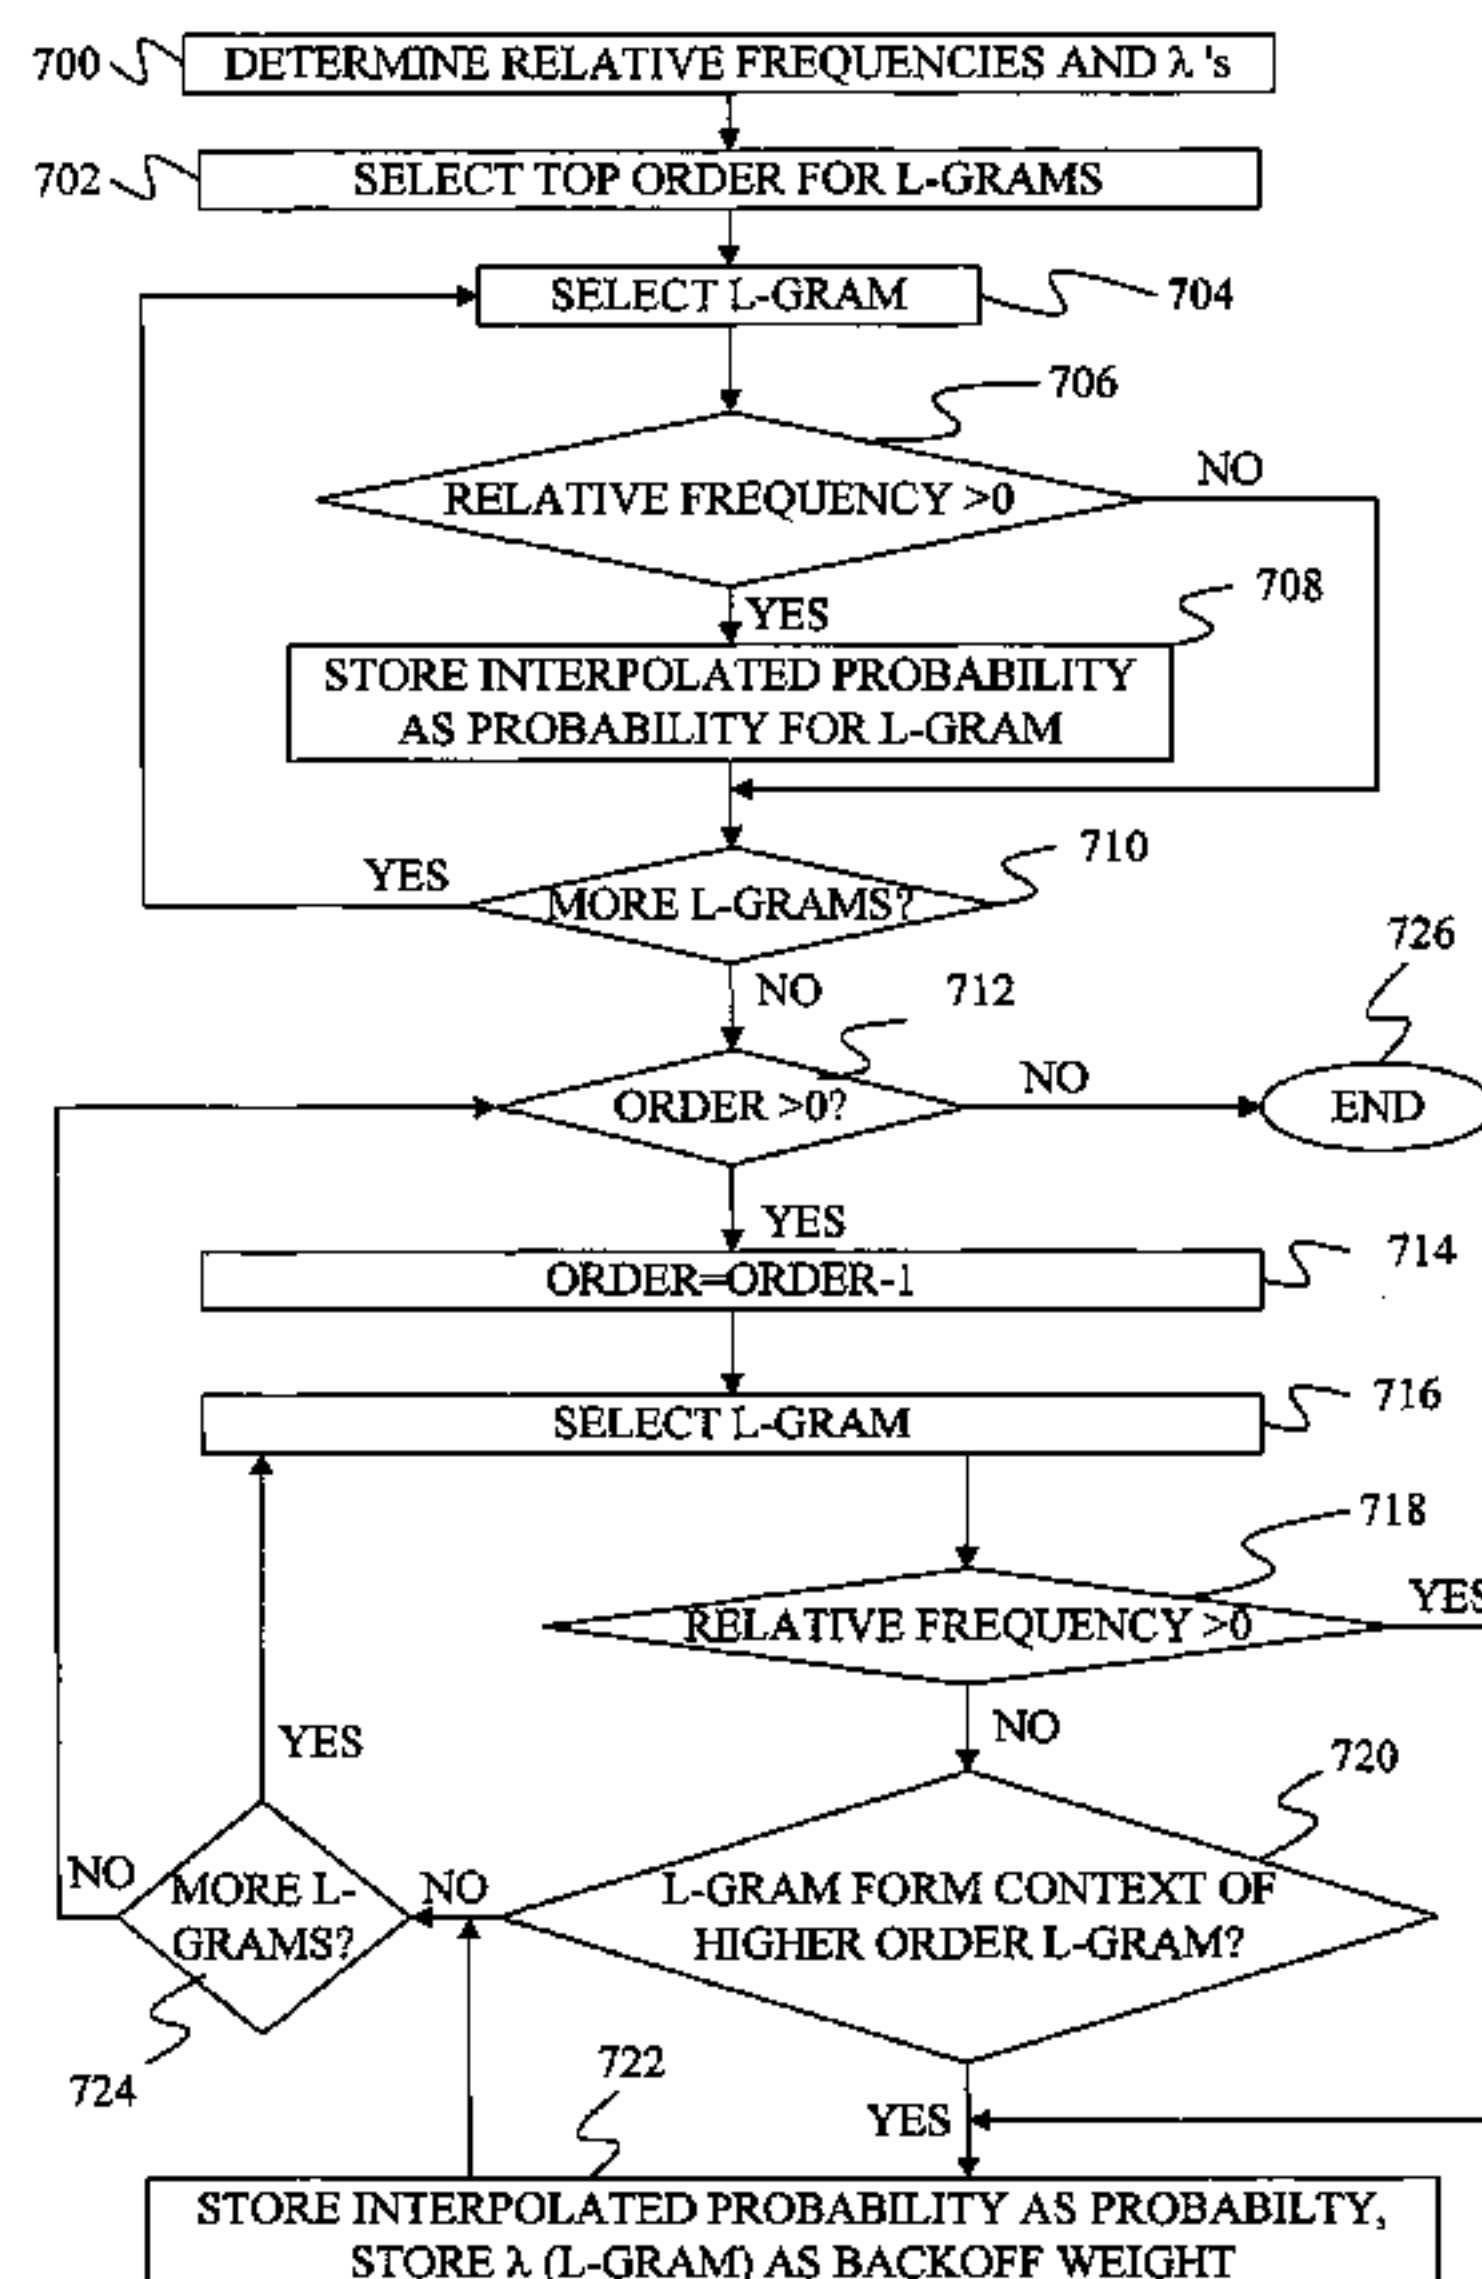 700
DETERMINE RELATIVE FREQUENCIES AND λ 's
702
SELECT TOP ORDER FOR L-GRAMS
SELECT L-GRAM
704
706
RELATIVE FREQUENCY >0
NO
YES
708
STORE INTERPOLATED PROBABILITY
AS PROBABILITY FOR L-GRAM
YES
MORE L-GRAMS?
710
NO
712
726
ORDER >0?
NO
END
YES
ORDER=ORDER-1
714
SELECT L-GRAM
716
718
RELATIVE FREQUENCY >0
YES
NO
720
YES
NO
MORE L-
GRAMS?
NO
L-GRAM FORM CONTEXT OF
HIGHER ORDER L-GRAM?
724
722
YES
STORE INTERPOLATED PROBABILITY AS PROBABILTY,
STORE λ (L-GRAM) AS BACKOFF WEIGHT